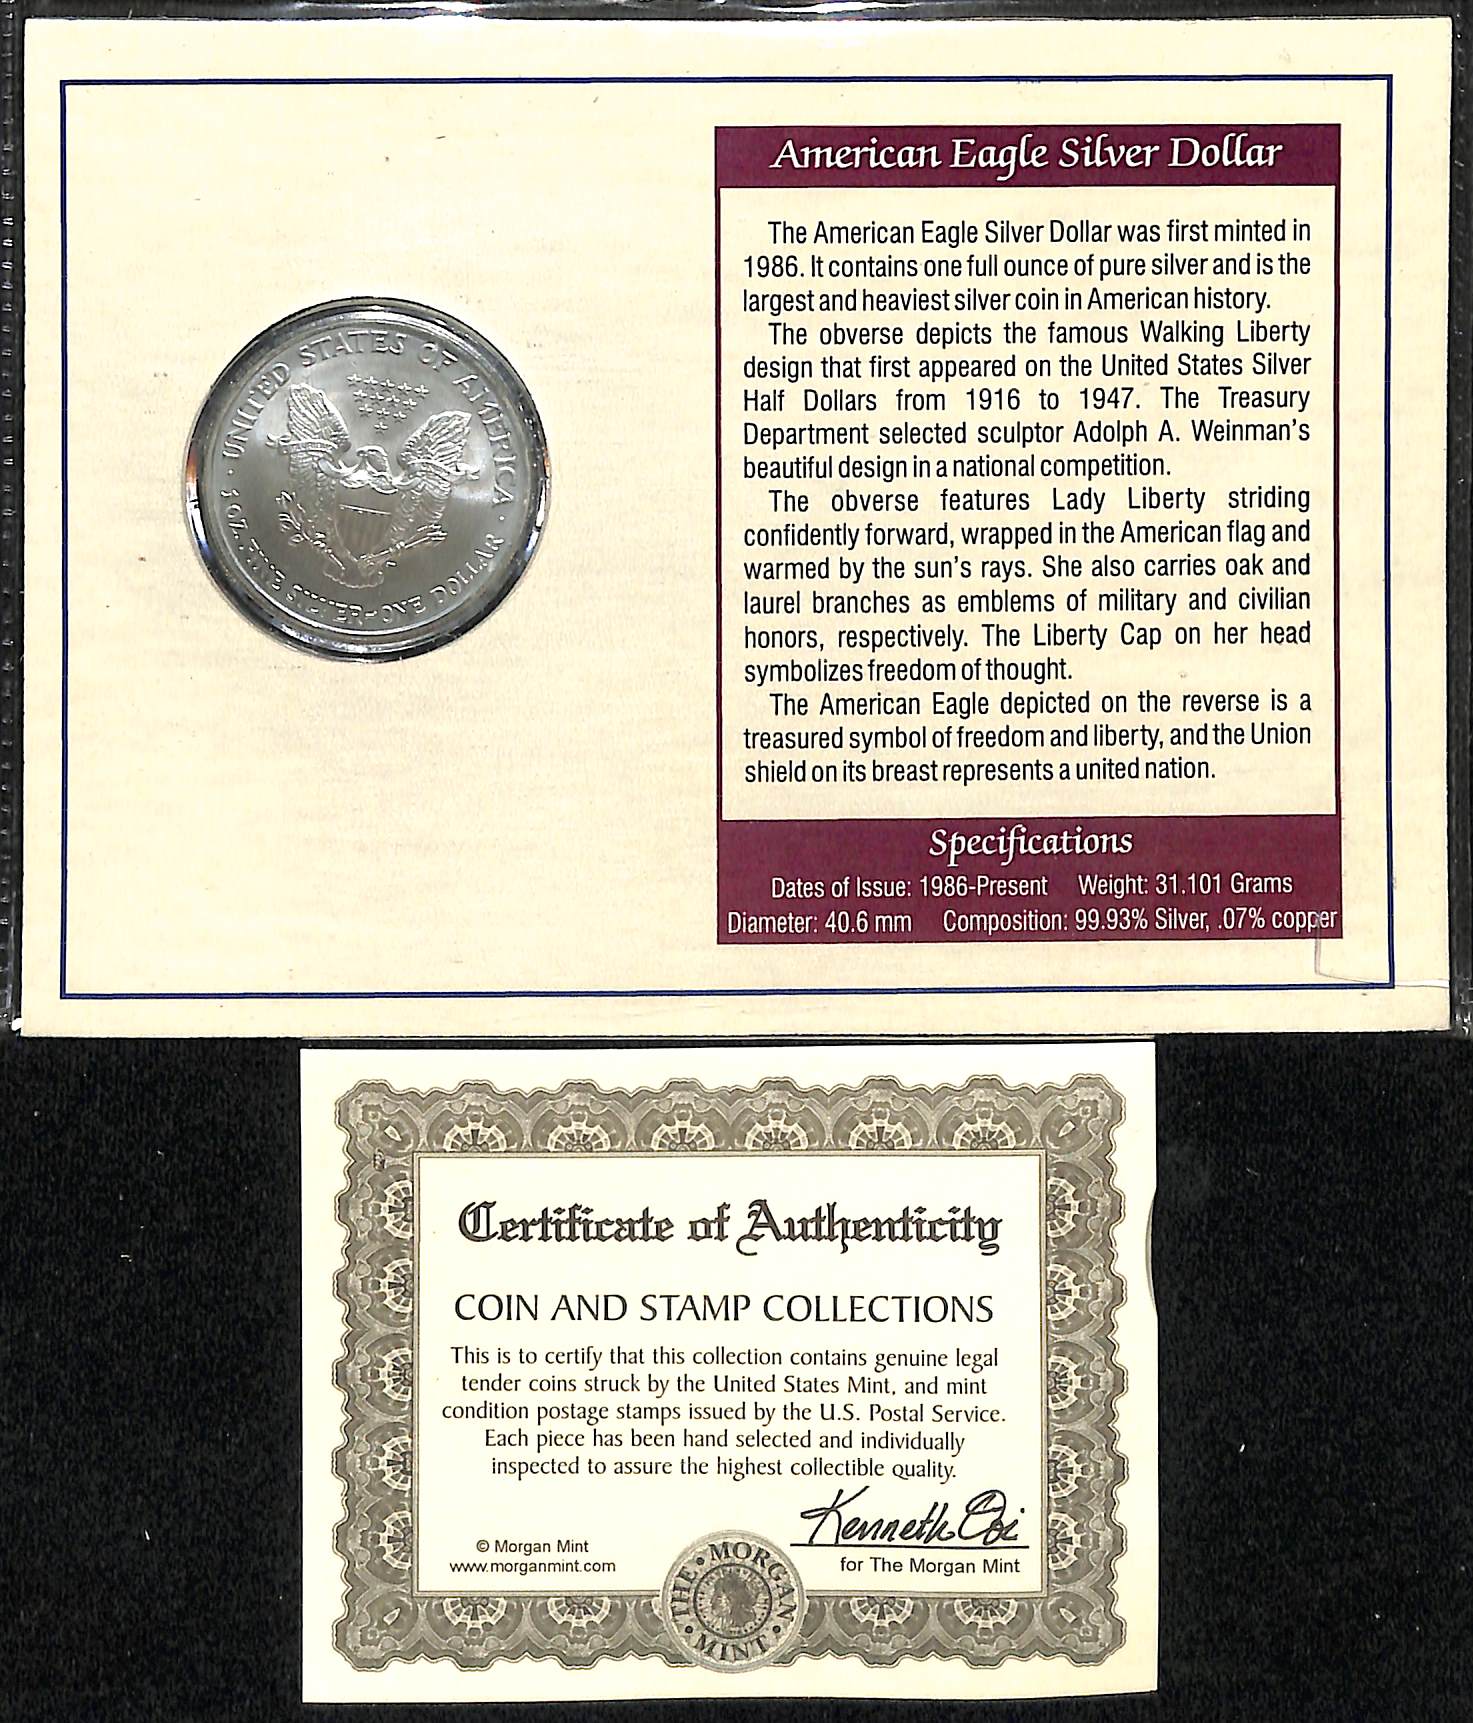 UNITED STATES OF AMERICA
1 OZ. FINE SILVER~ONE DOLLAR
American Eagle Silver Dollar
The American Eagle Silver Dollar was first minted in
1986. It contains one full ounce of pure silver and is the
largest and heaviest silver coin in American history.
The obverse depicts the famous Walking Liberty
design that first appeared on the United States Silver
Half Dollars from 1916 to 1947. The Treasury
Department selected sculptor Adolph A. Weinman's
beautiful design in a national competition.
The obverse features Lady Liberty striding
confidently forward, wrapped in the American flag and
warmed by the sun's rays. She also carries oak and
laurel branches as emblems of military and civilian
honors, respectively. The Liberty Cap on her head
symbolizes freedom of thought.
The American Eagle depicted on the reverse is a
treasured symbol of freedom and liberty, and the Union
shield on its breast represents a united nation.
Specifications
Dates of Issue: 1986-Present Weight: 31.101 Grams
Diameter: 40.6 mm Composition: 99.93% Silver, .07% copper
Certificate of Authenticity
COIN AND STAMP COLLECTIONS
This is to certify that this collection contains genuine legal
tender coins struck by the United States Mint, and mint
condition postage stamps issued by the U.S. Postal Service.
Each piece has been hand selected and individually
inspected to assure the highest collectible quality.
Kenneth
© Morgan Mint
www.morganmint.com
for The Morgan Mint
THE MORGAN MINT